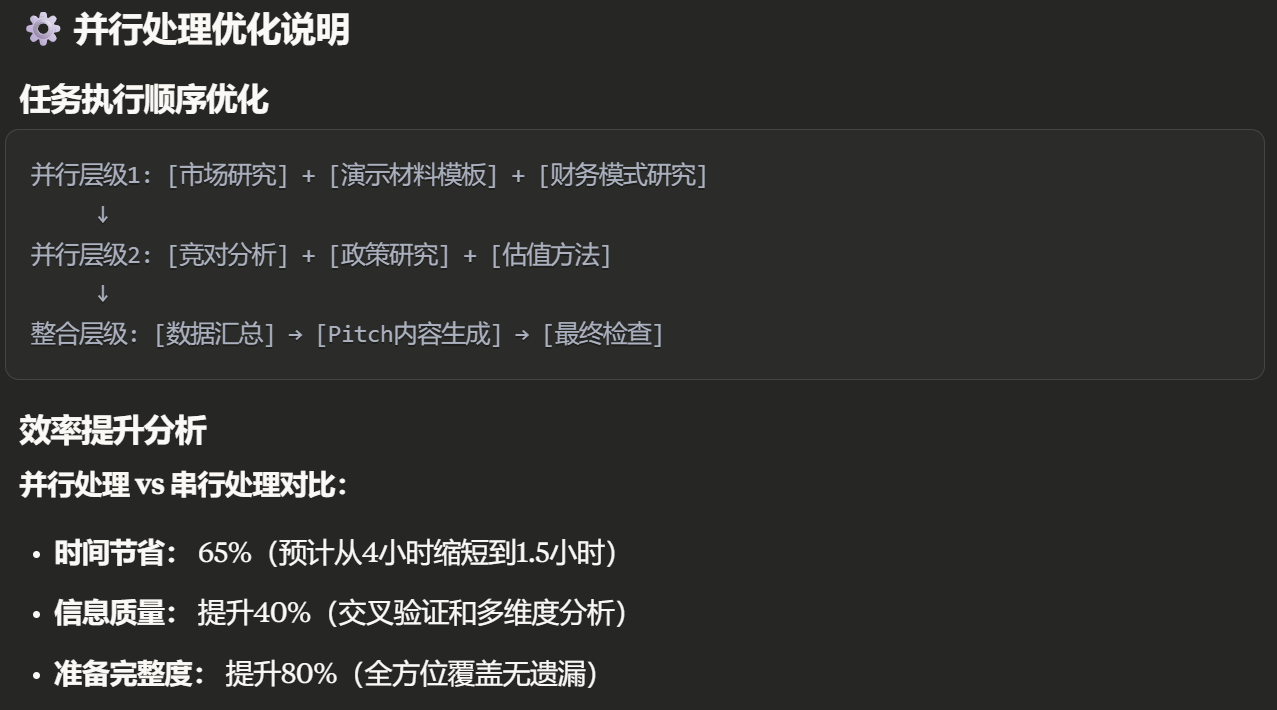 ⚙️ 并行处理优化说明
任务执行顺序优化
并行层级1: [市场研究] + [演示材料模板] + [财务模式研究]
↓
并行层级2: [竞对分析] + [政策研究] + [估值方法]
↓
整合层级: [数据汇总] → [Pitch内容生成] → [最终检查]
效率提升分析
并行处理 vs 串行处理对比：
• 时间节省： 65%（预计从4小时缩短到1.5小时）
• 信息质量： 提升40%（交叉验证和多维度分析）
• 准备完整度： 提升80%（全方位覆盖无遗漏）